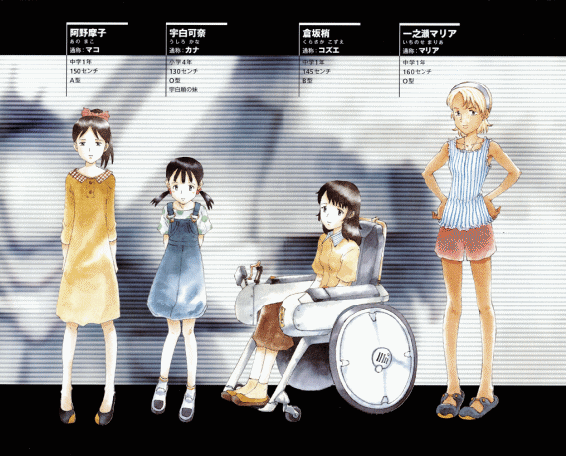 阿野摩子
あの まこ
通称:マコ
中学1年
150センチ
A型
宇白可奈
うしろ かな
通称:カナ
小学4年
130センチ
O型
宇白順の妹
倉坂梢
くらさか こずえ
通称:コズエ
中学1年
145センチ
B型
一之瀬マリア
いちのせ まりあ
通称:マリア
中学1年
160センチ
O型